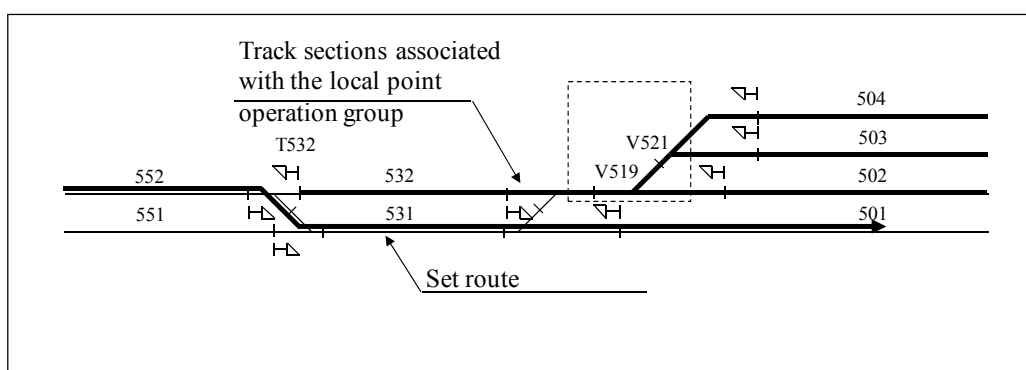 Track sections associated
with the local point
operation group
504
T532
V521
503
V519
552
532
502
551
531
501
Set route